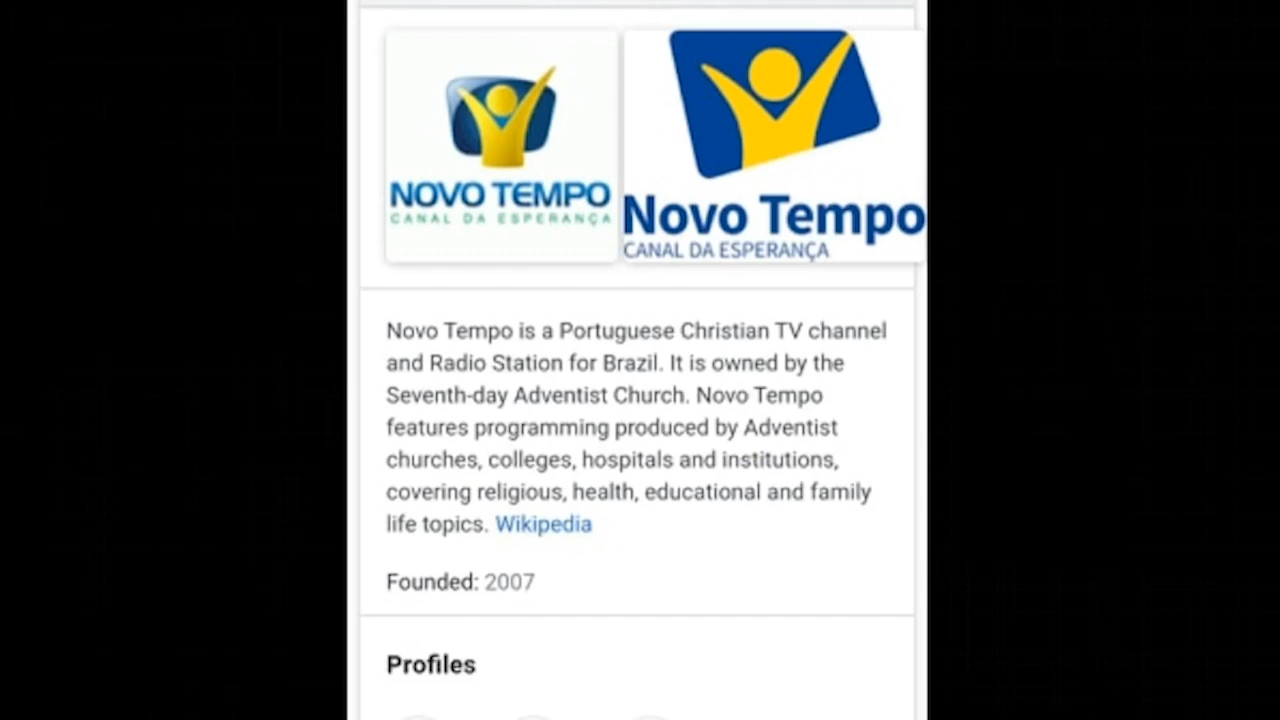 NOVO TEMPO
CANAL DA ESPERANÇA
Novo Tempo
CANAL DA ESPERANÇA
Novo Tempo is a Portuguese Christian TV channel
and Radio Station for Brazil. It is owned by the
Seventh-day Adventist Church. Novo Tempo
features programming produced by Adventist
churches, colleges, hospitals and institutions,
covering religious, health, educational and family
life topics. Wikipedia
Founded: 2007
Profiles